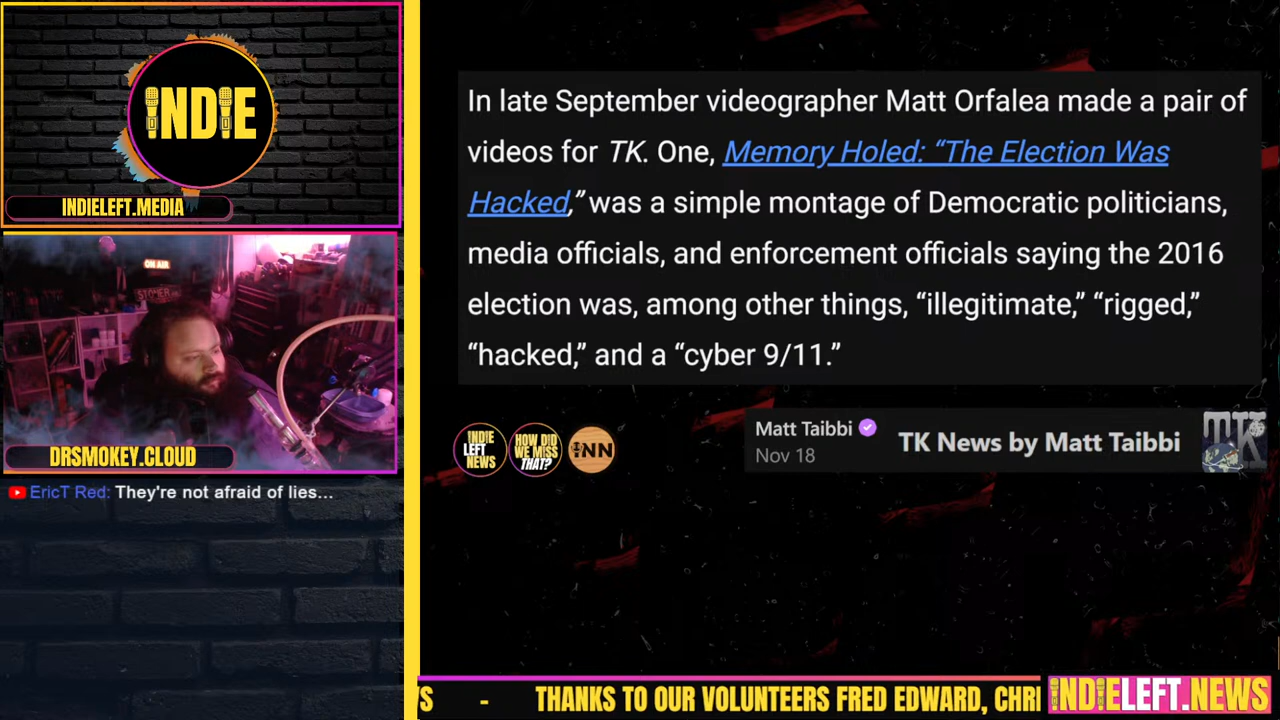 INDIE
INDIELEFT.MEDIA
ON AIR
DRSMOKEY.CLOUD
EricT Red: They're not afraid of lies...
In late September videographer Matt Orfalea made a pair of
videos for TK. One, Memory Holed: “The Election Was
Hacked,” was a simple montage of Democratic politicians,
media officials, and enforcement officials saying the 2016
election was, among other things, “illegitimate,” “rigged,”
“hacked,” and a “cyber 9/11.”
INDIE
LEFT
NEWS
HOW DID
WE MISS
THAT?
INN
Matt Taibbi
Nov 18
TK News by Matt Taibbi
TK
'S - THANKS TO OUR VOLUNTEERS FRED EDWARD, CHRI
INDIELEFT.NEWS